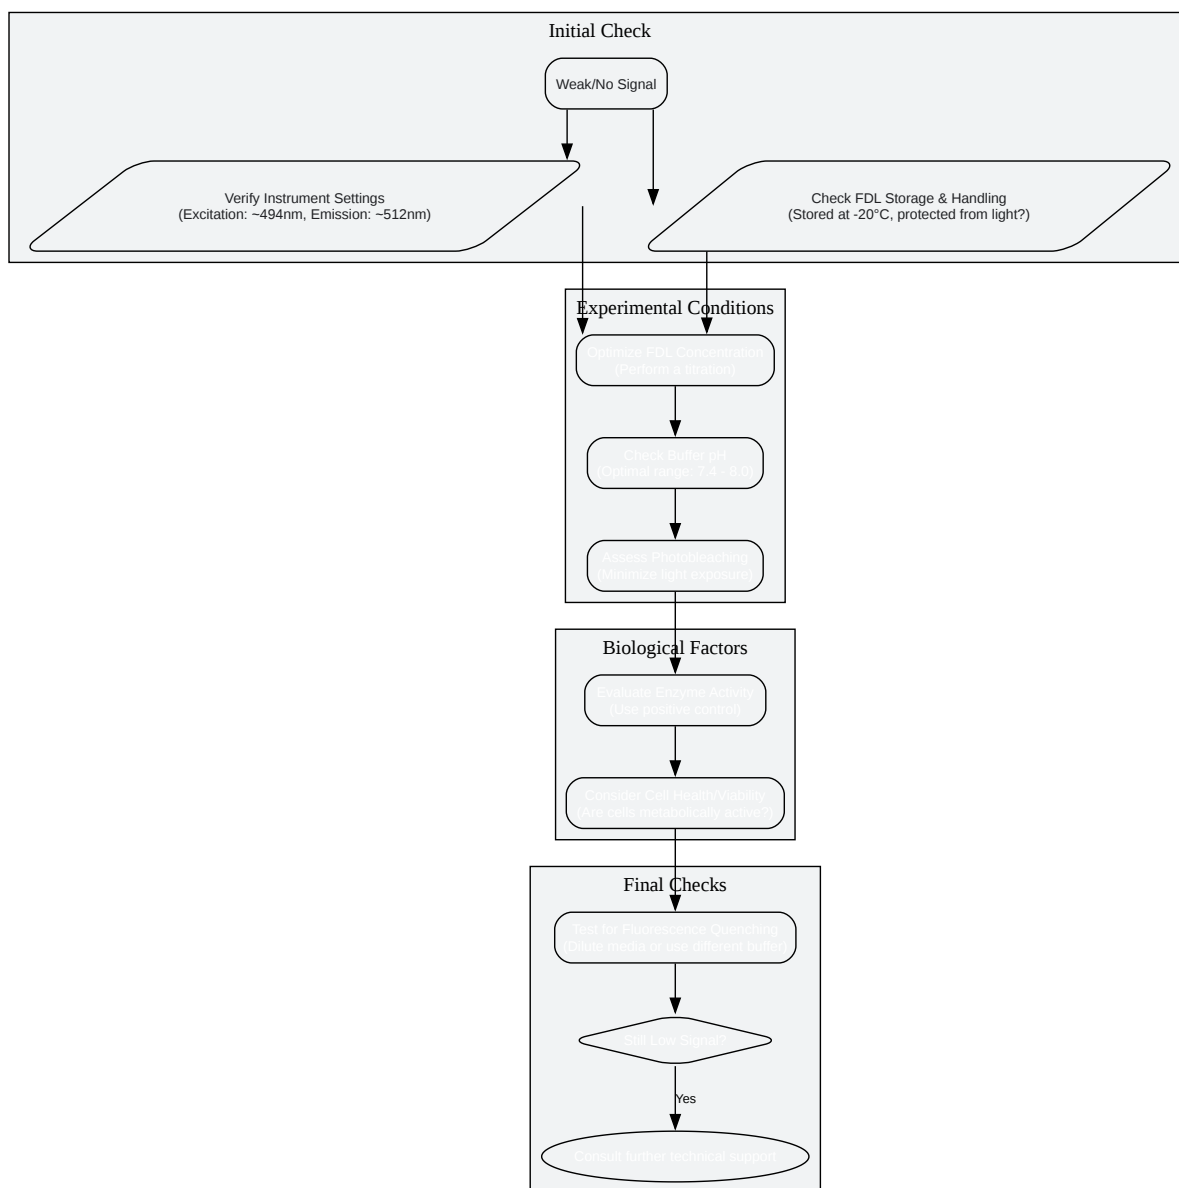 Initial Check
Weak/No Signal
Verify Instrument Settings
(Excitation: ~494nm, Emission: ~512nm)
Check FDL Storage & Handling
(Stored at -20°C, protected from light?)
Experimental Conditions
Optimize FDL Concentration
(Perform a titration)
Check Buffer pH
(Optimal range: 7.4 - 8.0)
Assess Photobleaching
(Minimize light exposure)
Biological Factors
Evaluate Enzyme Activity
(Use positive control)
Consider Cell Health/Viability
(Are cells metabolically active?)
Final Checks
Test for Fluorescence Quenching
(Dilute media or use different buffer)
Still Low Signal?
Yes
Consult further technical support